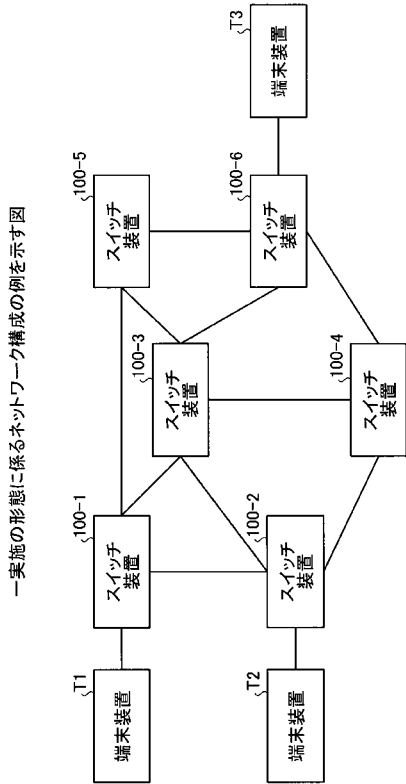 一実施の形態に係るネットワーク構成の例を示す図
T1
端末装置
100-1
スイッチ
装置
100-5
スイッチ
装置
100-3
スイッチ
装置
T3
端末装置
T2
端末装置
100-2
スイッチ
装置
100-6
スイッチ
装置
100-4
スイッチ
装置